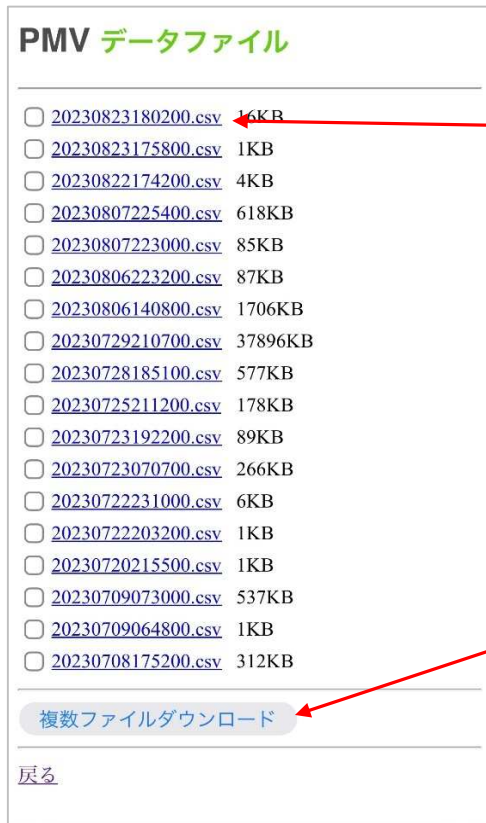 PMV データファイル
20230823180200.csv 16KB
20230823175800.csv 1KB
20230822174200.csv 4KB
20230807225400.csv 618KB
20230807223000.csv 85KB
20230806223200.csv 87KB
20230806140800.csv 1706KB
20230729210700.csv 37896KB
20230728185100.csv 577KB
20230725211200.csv 178KB
20230723192200.csv 89KB
20230723070700.csv 266KB
20230722231000.csv 6KB
20230722203200.csv 1KB
20230720215500.csv 1KB
20230709073000.csv 537KB
20230709064800.csv 1KB
20230708175200.csv 312KB
複数ファイルダウンロード
戻る